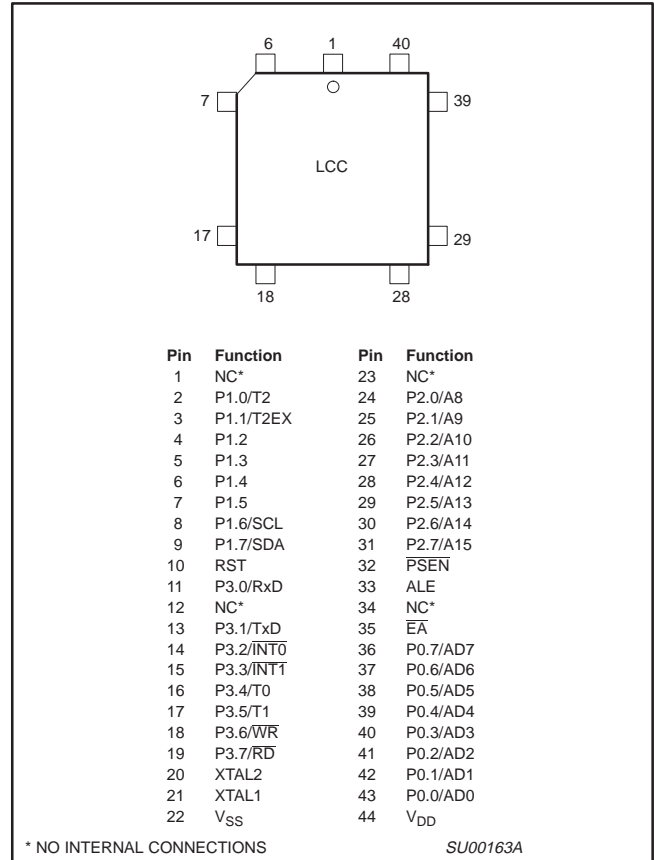 6 1 40
7 39
LCC
17 29
18 28
Pin Function Pin Function
1 NC* 23 NC*
2 P1.0/T2 24 P2.0/A8
3 P1.1/T2EX 25 P2.1/A9
4 P1.2 26 P2.2/A10
5 P1.3 27 P2.3/A11
6 P1.4 28 P2.4/A12
7 P1.5 29 P2.5/A13
8 P1.6/SCL 30 P2.6/A14
9 P1.7/SDA 31 P2.7/A15
10 RST 32 P̅S̅E̅N̅
11 P3.0/RxD 33 ALE
12 NC* 34 NC*
13 P3.1/TxD 35 E̅A̅
14 P3.2/I̅N̅T̅0̅ 36 P0.7/AD7
15 P3.3/I̅N̅T̅1̅ 37 P0.6/AD6
16 P3.4/T0 38 P0.5/AD5
17 P3.5/T1 39 P0.4/AD4
18 P3.6/W̅R̅ 40 P0.3/AD3
19 P3.7/R̅D̅ 41 P0.2/AD2
20 XTAL2 42 P0.1/AD1
21 XTAL1 43 P0.0/AD0
22 VSS 44 VDD
* NO INTERNAL CONNECTIONS SU00163A